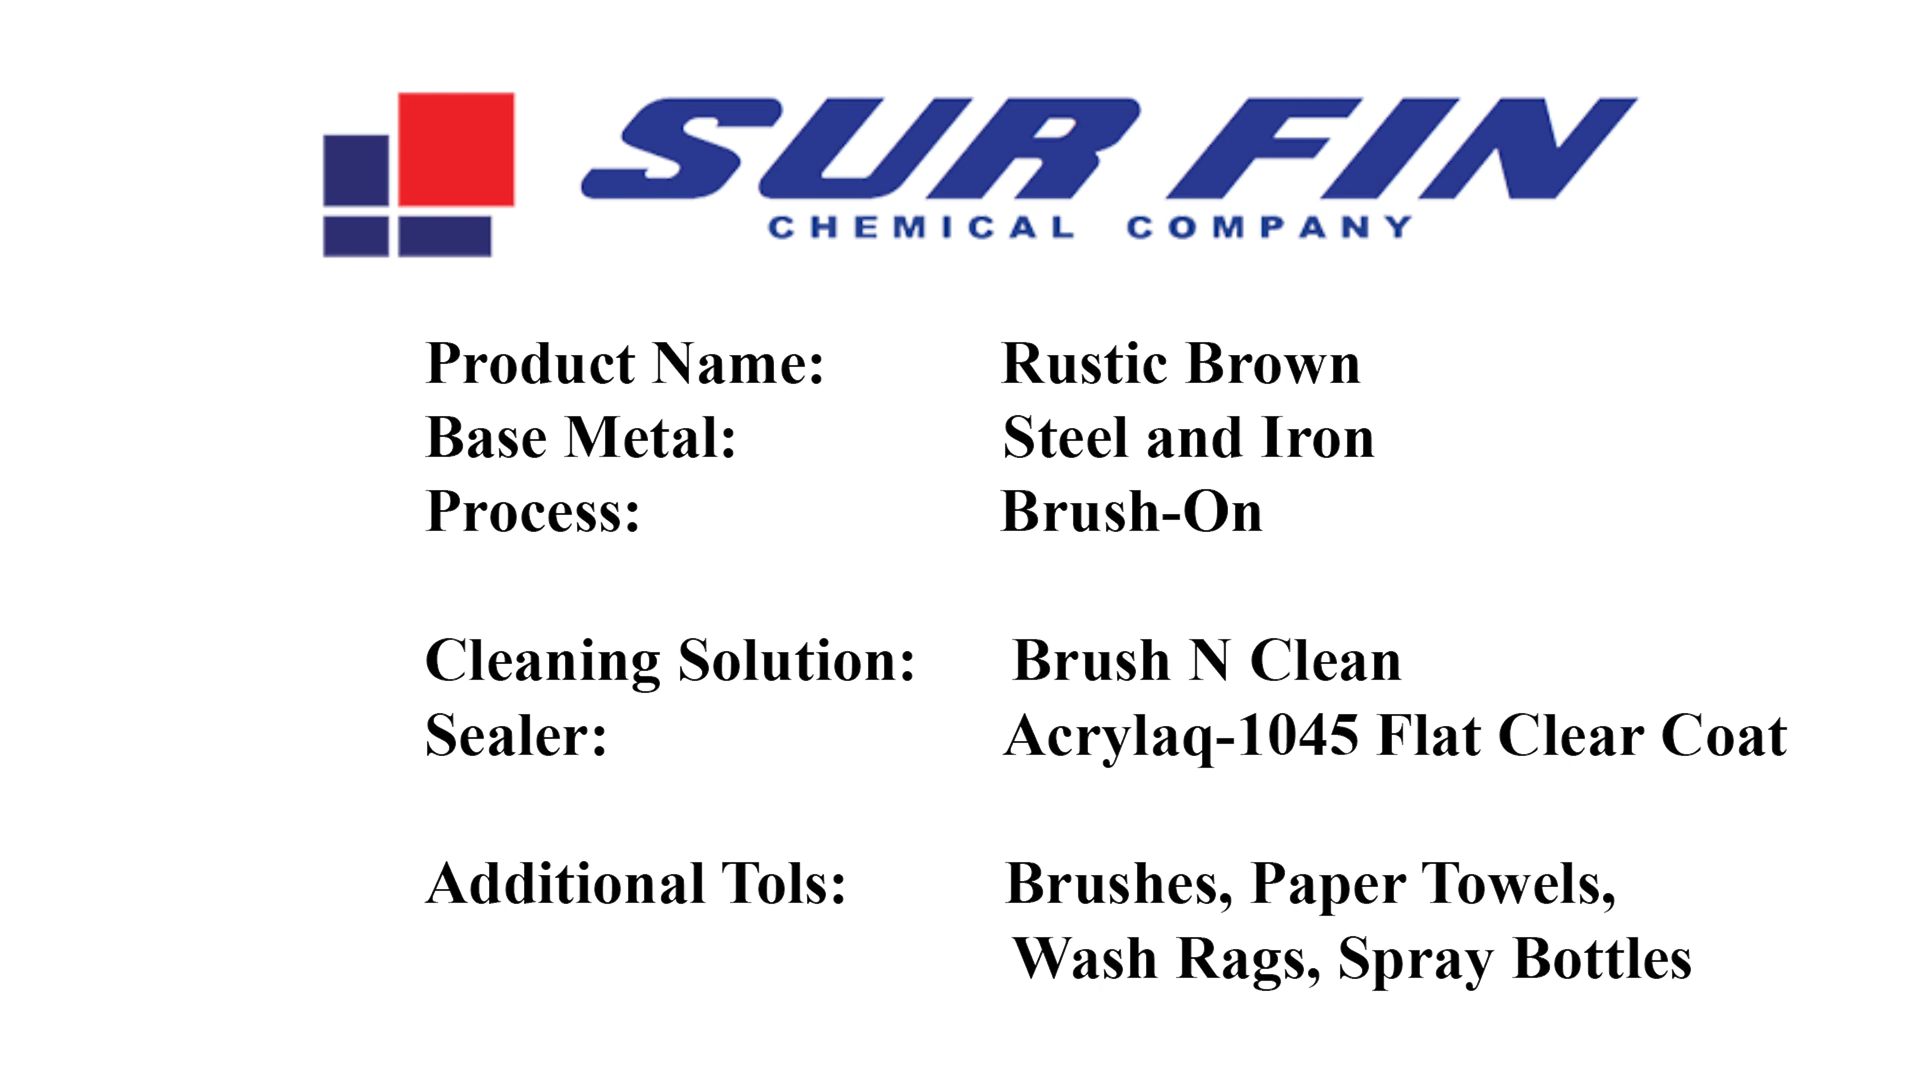 SUR FIN
CHEMICAL COMPANY
Product Name: Rustic Brown
Base Metal: Steel and Iron
Process: Brush-On
Cleaning Solution: Brush N Clean
Sealer: Acrylaq-1045 Flat Clear Coat
Additional Tols: Brushes, Paper Towels,
Wash Rags, Spray Bottles